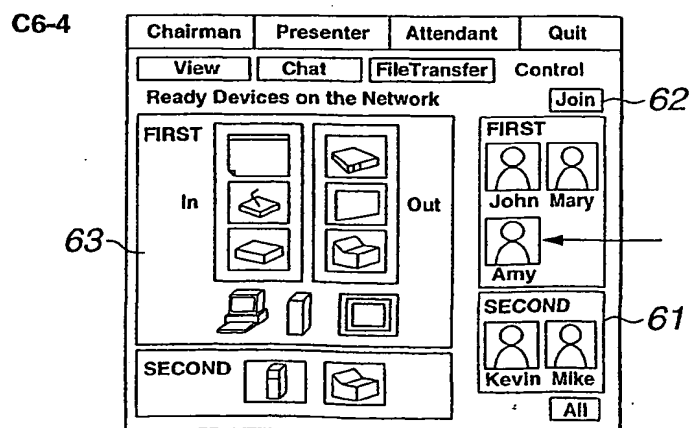 C6-4
Chairman Presenter Attendant Quit
View Chat FileTransfer Control
Ready Devices on the Network Join 62
FIRST
In Out
63
FIRST
John Mary
Amy
SECOND
SECOND 61
Kevin Mike
All